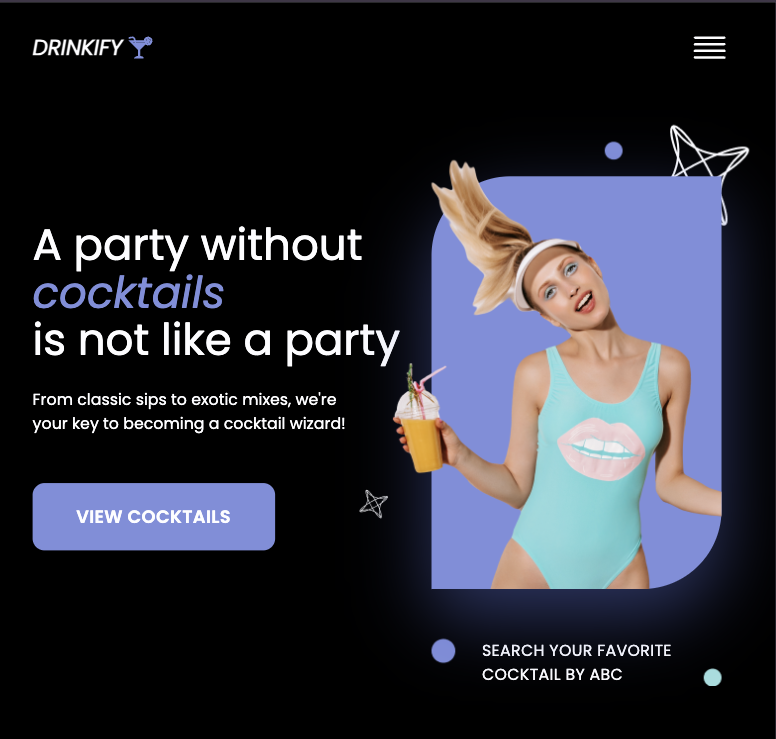 DRINKIFY
A party without
cocktails
is not like a party
From classic sips to exotic mixes, we're
your key to becoming a cocktail wizard!
VIEW COCKTAILS
SEARCH YOUR FAVORITE
COCKTAIL BY ABC